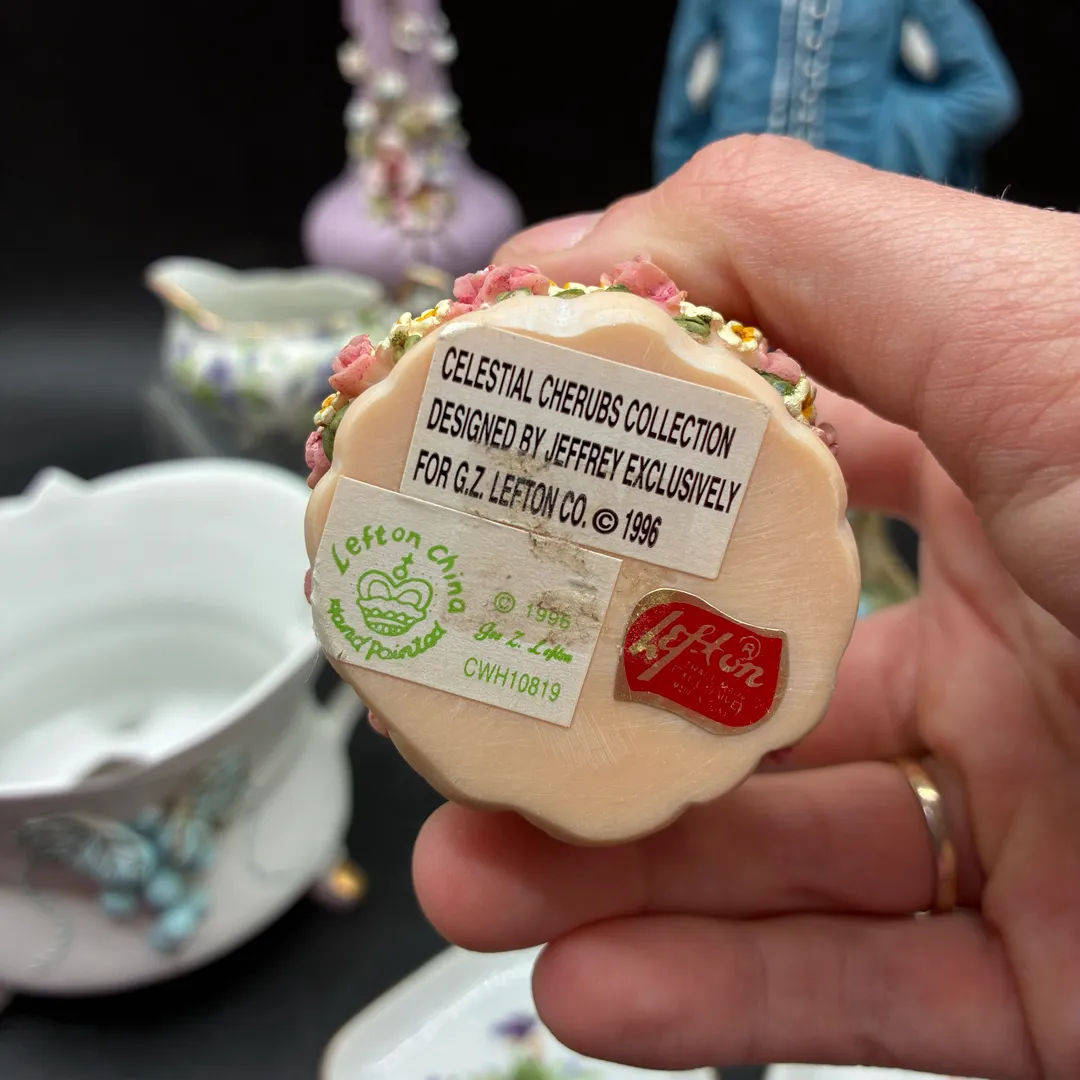 CELESTIAL CHERUBS COLLECTION
DESIGNED BY JEFFREY EXCLUSIVELY
FOR G.Z. LEFTON CO. © 1996
Lefton China
Hand Painted
© 1996
Geo Z. Lefton
CWH10819
Lefton ®